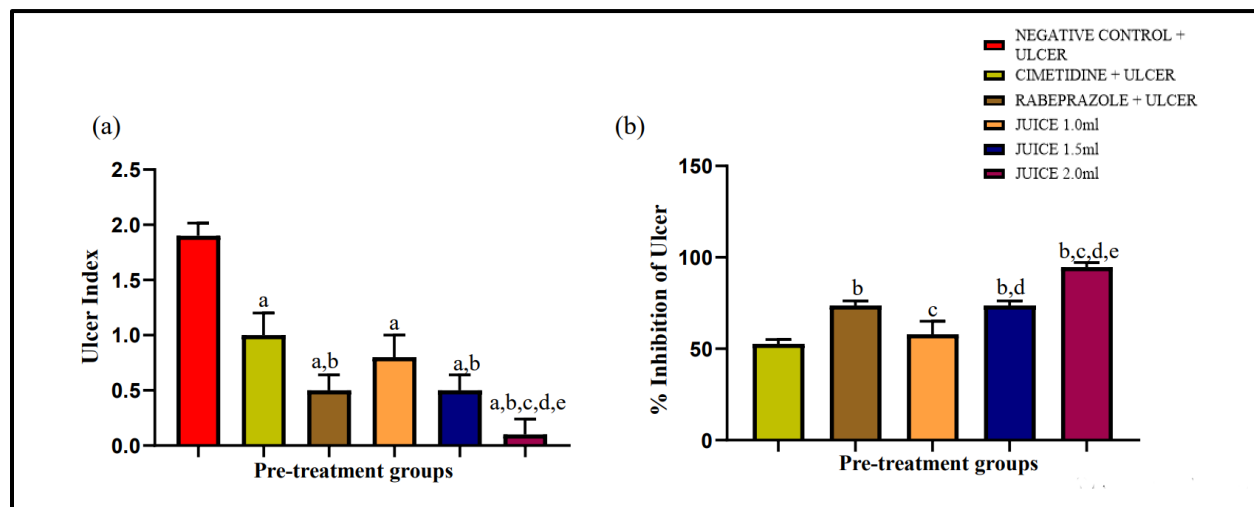 NEGATIVE CONTROL +
ULCER
CIMETIDINE + ULCER
RABEPRAZOLE + ULCER
JUICE 1.0ml
JUICE 1.5ml
JUICE 2.0ml
(a)
2.5
2.0
1.5
1.0
0.5
0.0
Ulcer Index
a
a,b
a
a,b
a,b,c,d,e
Pre-treatment groups
(b)
150
100
50
0
% Inhibition of Ulcer
b
c
b,d
b,c,d,e
Pre-treatment groups